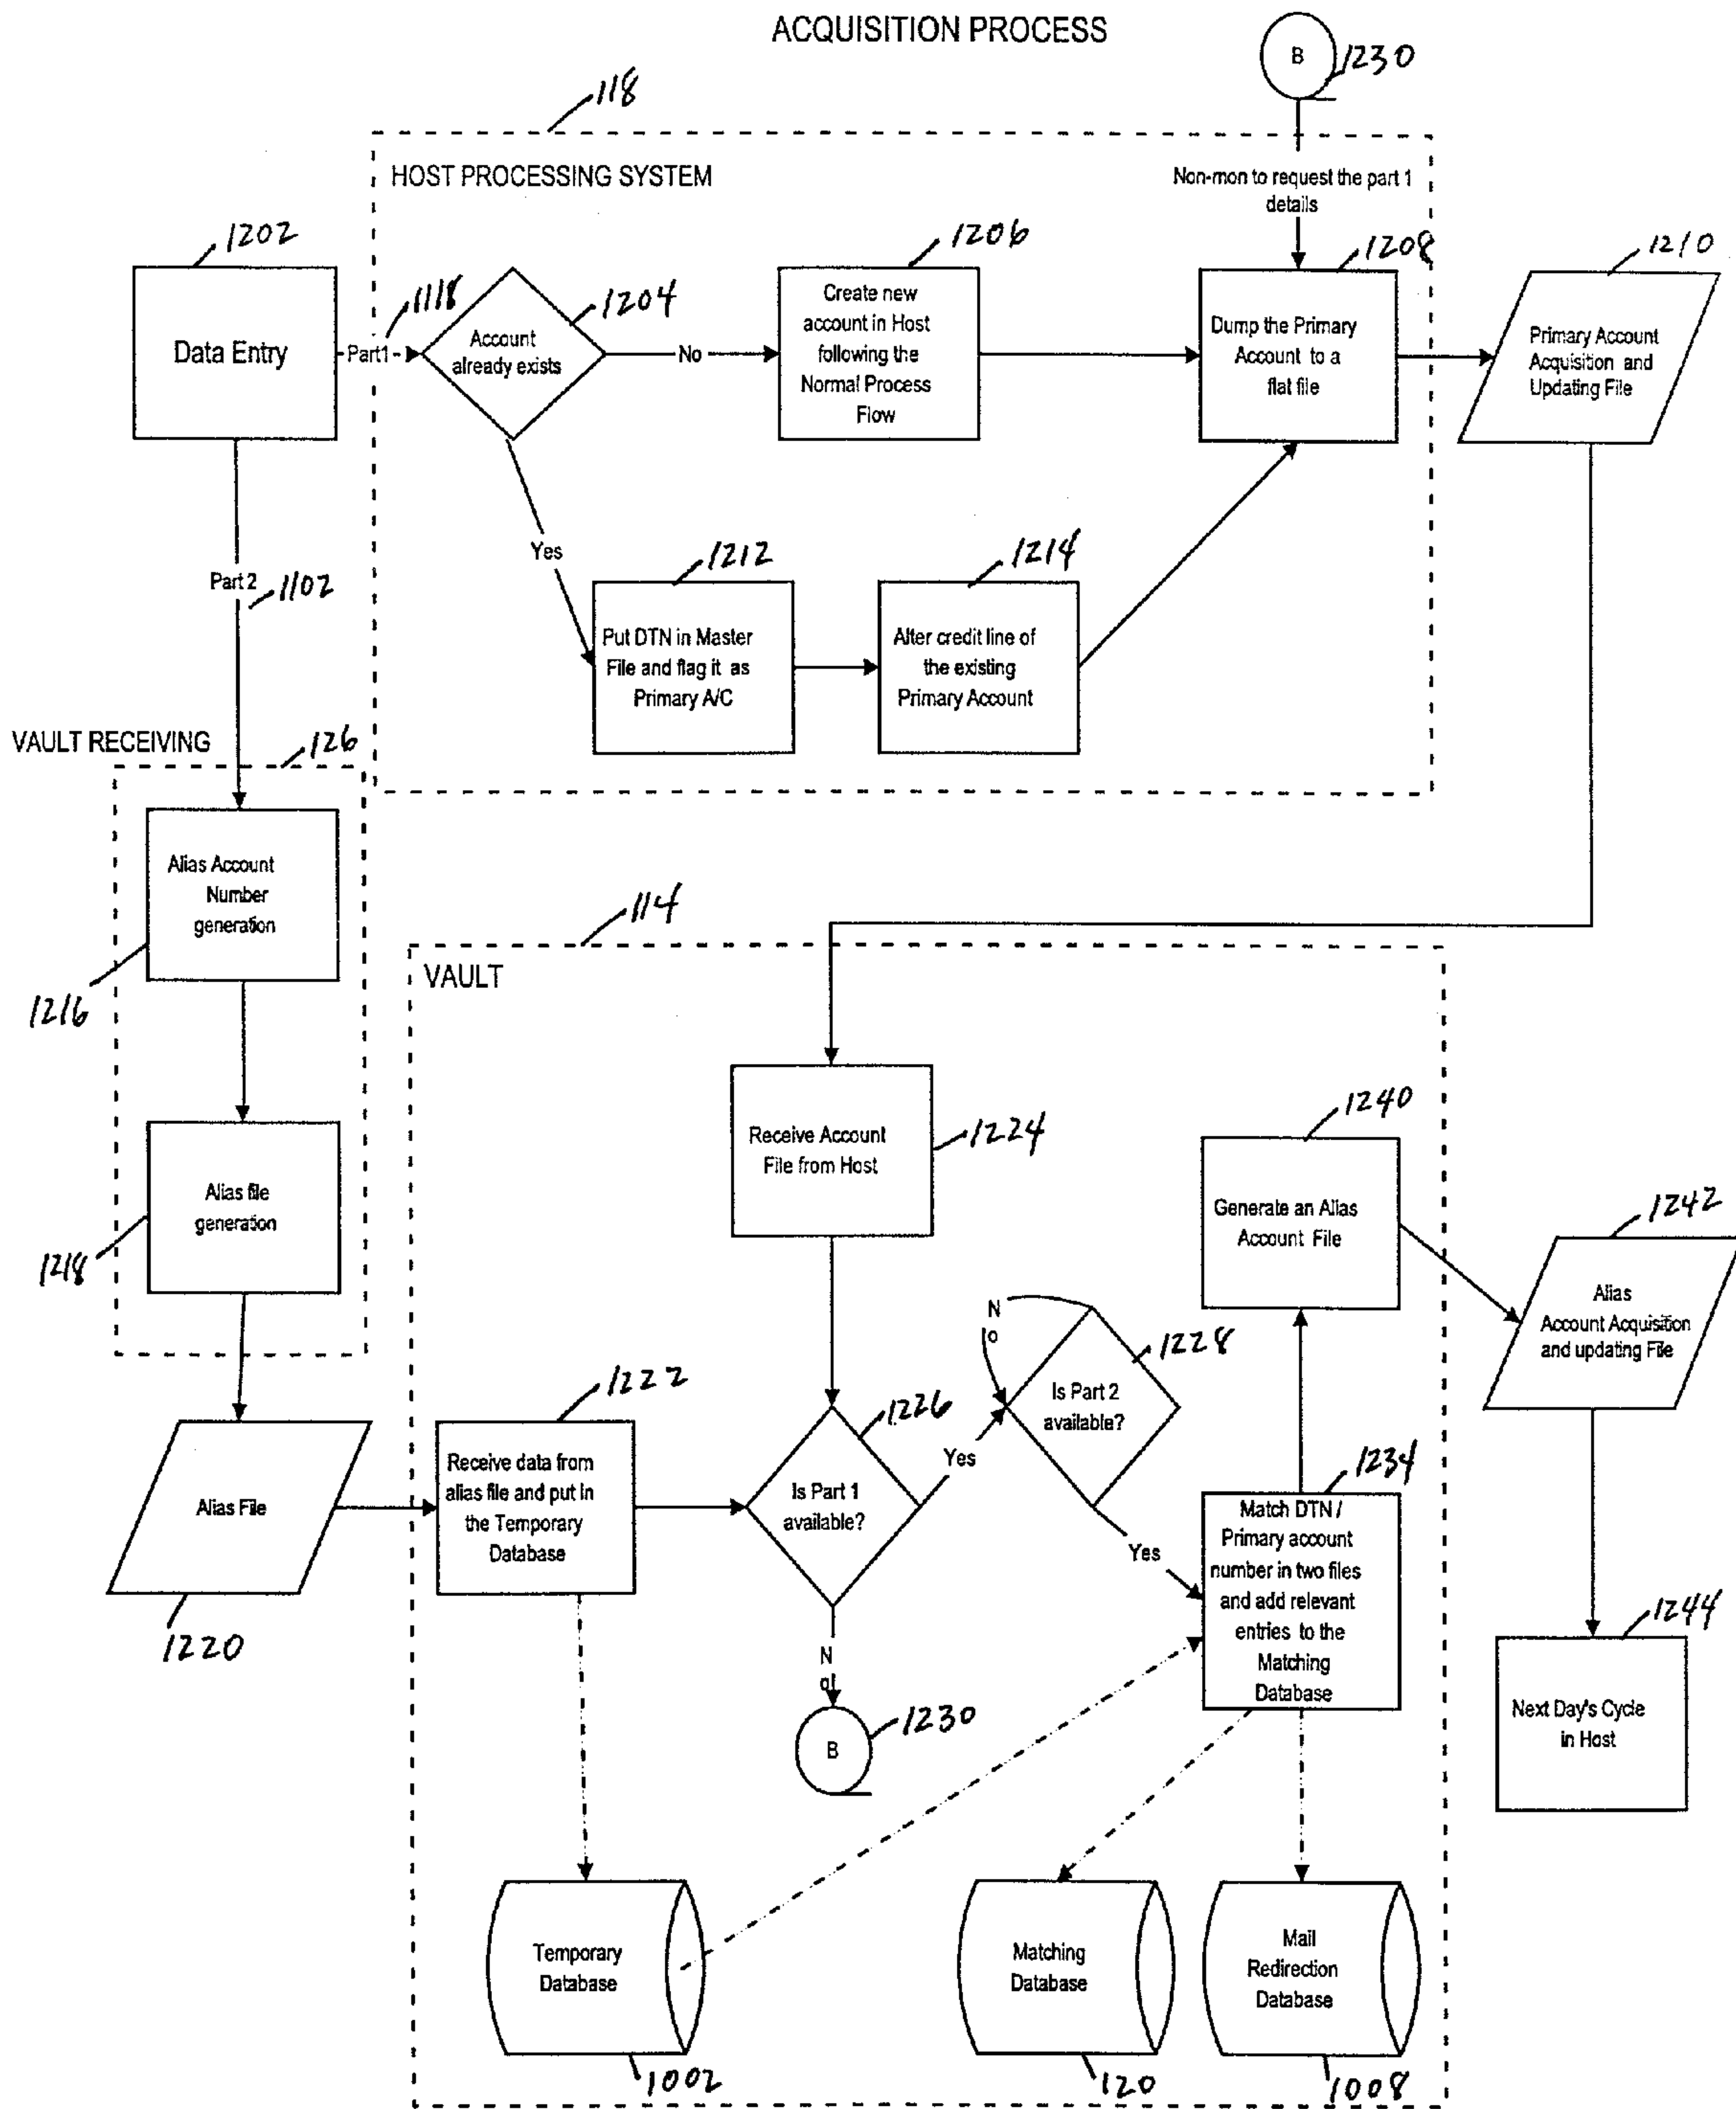 ACQUISITION PROCESS
B
1230
118
HOST PROCESSING SYSTEM
Non-mon to request the part 1
details
1202
Data Entry
Part1
1118
1204
Account
already exists
No
1206
Create new
account in Host
following the
Normal Process
Flow
1208
Dump the Primary
Account to a
flat file
1210
Primary Account
Acquisition and
Updating File
Yes
Part 2
1102
1212
Put DTN in Master
File and flag it as
Primary A/C
1214
Alter credit line of
the existing
Primary Account
VAULT RECEIVING
126
Alias Account
Number
generation
1216
114
VAULT
Alias file
generation
1218
Receive Account
File from Host
1224
1240
Generate an Alias
Account File
1242
Alias
Account Acquisition
and updating File
N
o
1228
Is Part 2
available?
1222
Receive data from
alias file and put in
the Temporary
Database
1226
Is Part 1
available?
Yes
Alias File
1220
Yes
1234
Match DTN /
Primary account
number in two files
and add relevant
entries to the
Matching
Database
N
o
B
1230
1244
Next Day's Cycle
in Host
Temporary
Database
1002
Matching
Database
120
Mail
Redirection
Database
1008